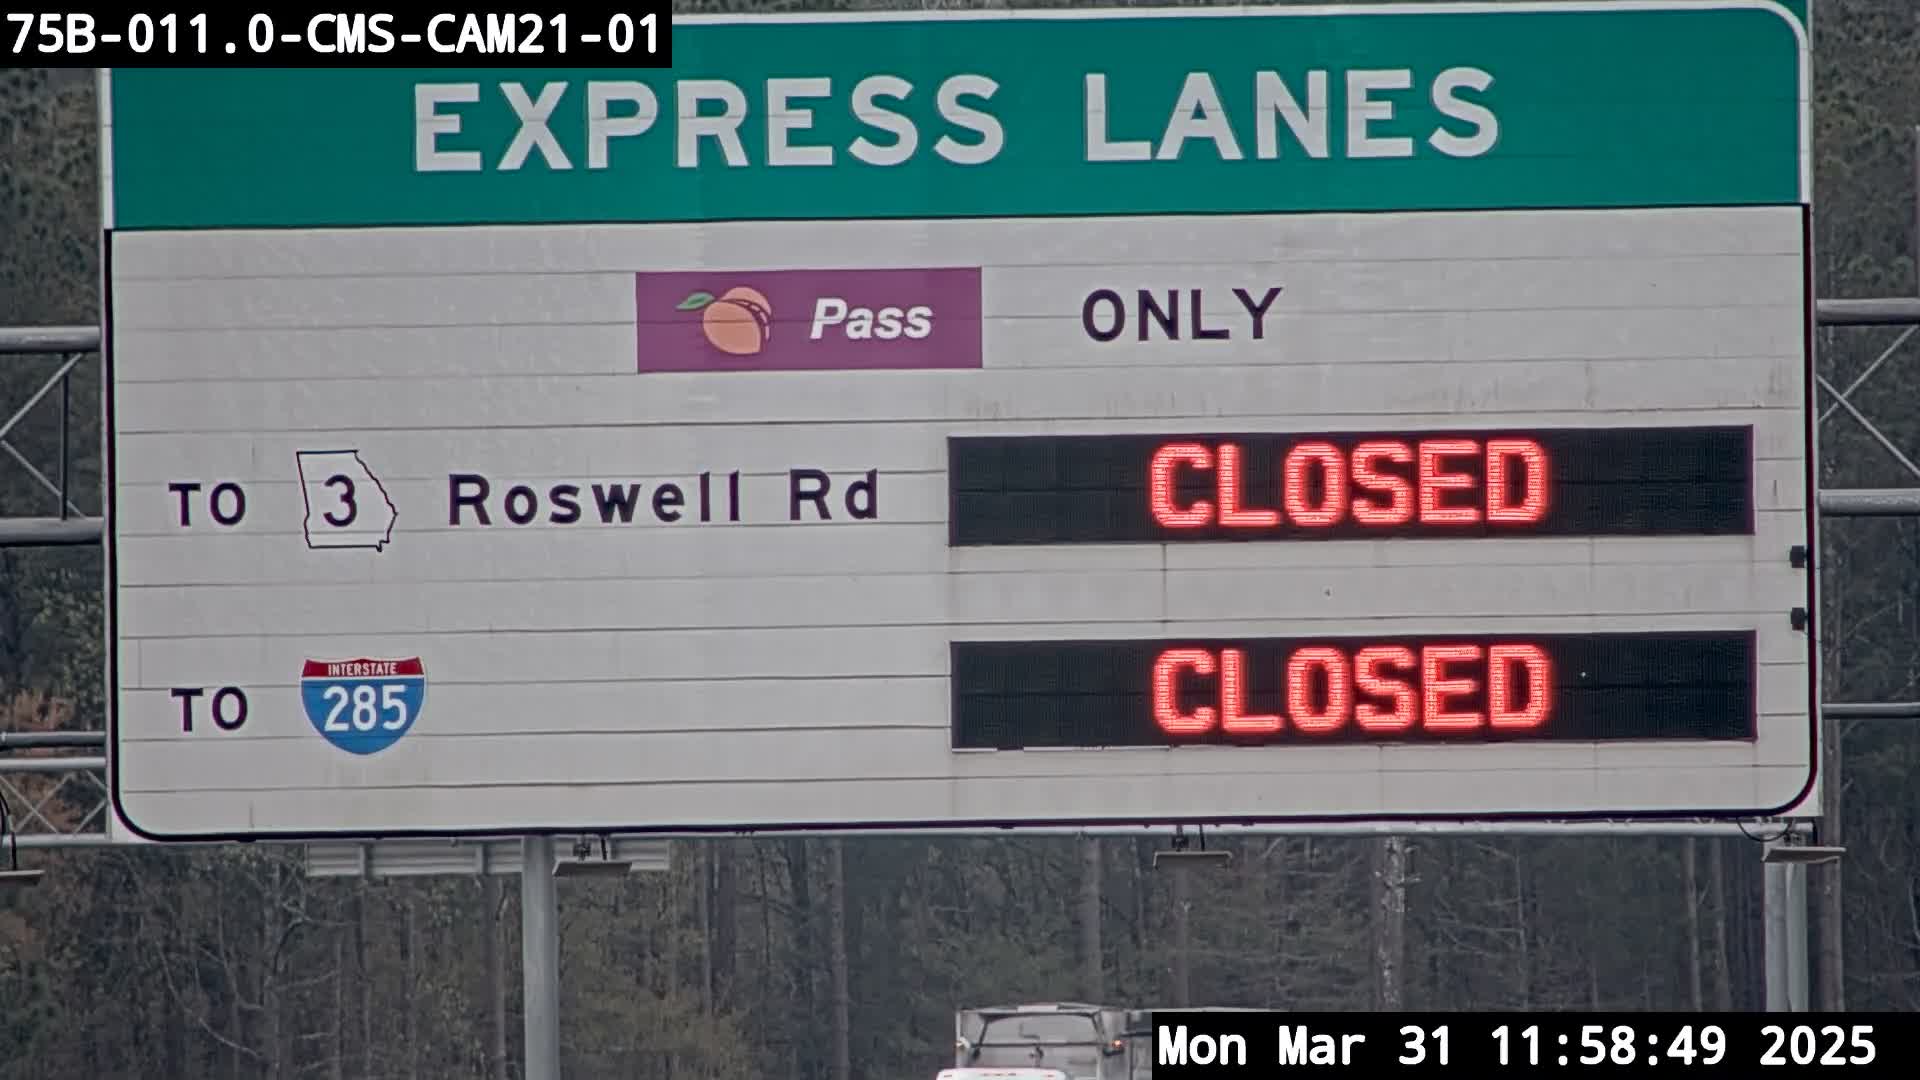 75B-011.0-CMS-CAM21-01
EXPRESS LANES
Pass ONLY
TO 3 Roswell Rd CLOSED
INTERSTATE
TO 285 CLOSED
Mon Mar 31 11:58:49 2025